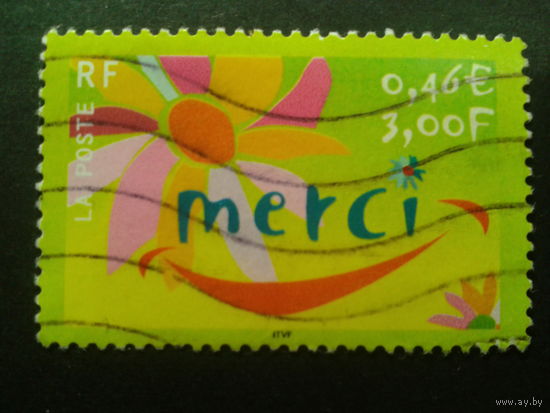 RF
LA POSTE
0,46€
3,00F
merci
ITVF
www.ay.by